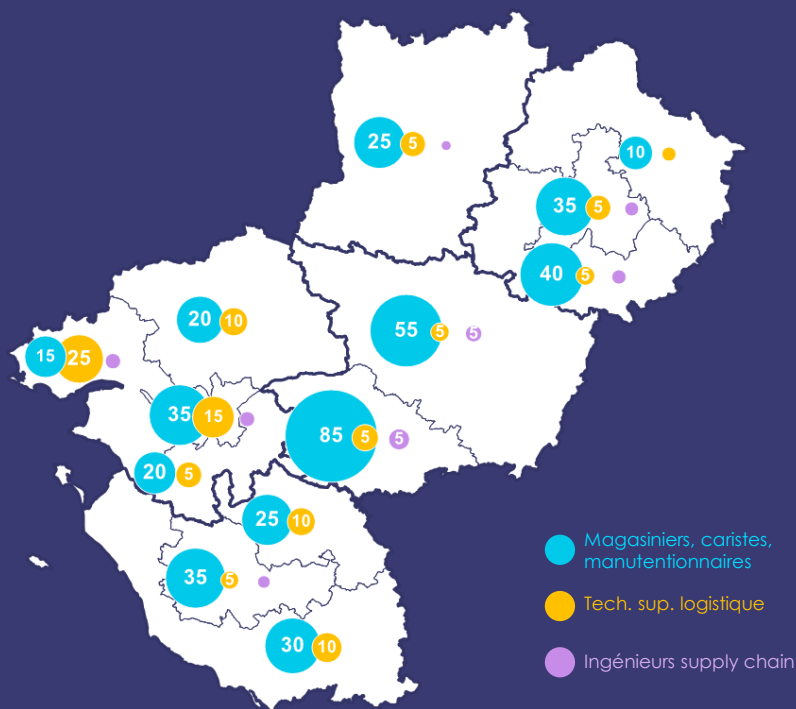 25 5
10
35 5
40 5
20 10
55 5 5
15 25
35 15
85 5 5
20 5
25 10
35 5
30 10
Magasiniers, caristes,
manutentionnaires
Tech. sup. logistique
Ingénieurs supply chain